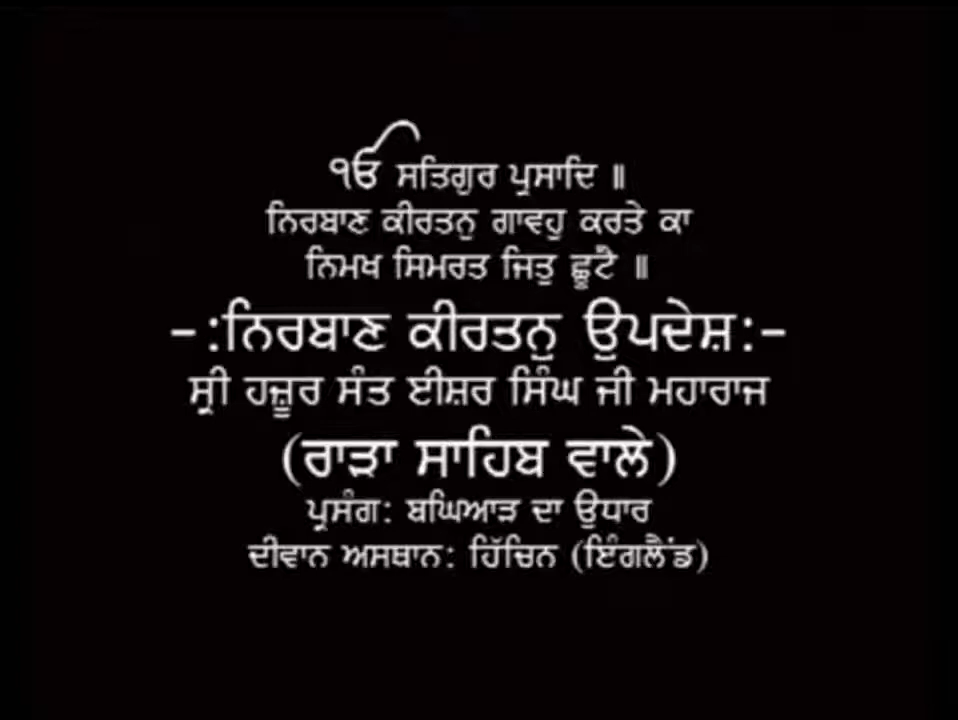 ੴ ਸਤਿਗੁਰ ਪ੍ਰਸਾਦਿ ॥
ਨਿਰਬਾਣ ਕੀਰਤਨੁ ਗਾਵਹੁ ਕਰਤੇ ਕਾ
ਨਿਮਖ ਸਿਮਰਤ ਜਿਤੁ ਛੂਟੈ ॥
-:ਨਿਰਬਾਣ ਕੀਰਤਨੁ ਉਪਦੇਸ਼:-
ਸ੍ਰੀ ਹਜ਼ੂਰ ਸੰਤ ਈਸ਼ਰ ਸਿੰਘ ਜੀ ਮਹਾਰਾਜ
(ਰਾੜਾ ਸਾਹਿਬ ਵਾਲੇ)
ਪ੍ਰਸੰਗ: ਬਘਿਆੜ ਦਾ ਉਧਾਰ
ਦੀਵਾਨ ਅਸਥਾਨ: ਹਿੱਚਿਨ (ਇੰਗਲੈਂਡ)